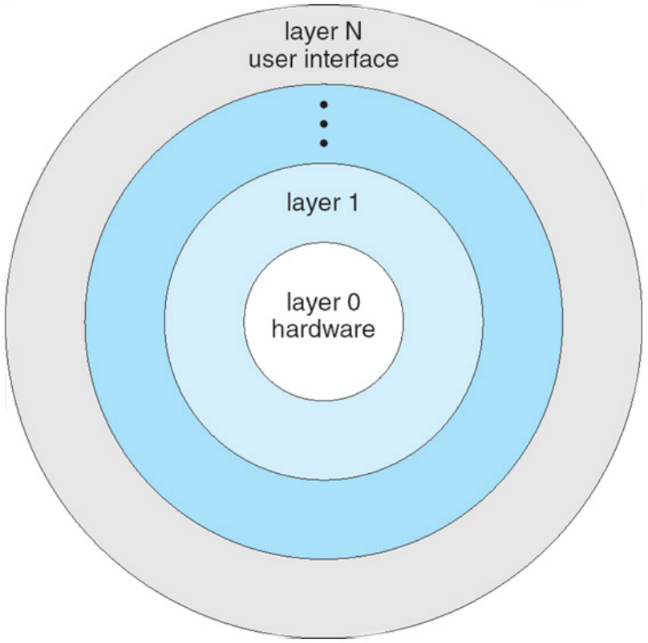 layer N
user interface
layer 1
layer 0
hardware